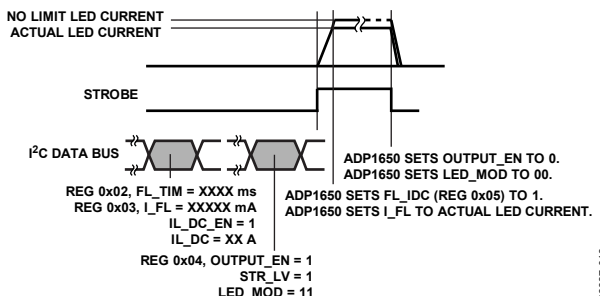 NO LIMIT LED CURRENT
ACTUAL LED CURRENT
STROBE
I²C DATA BUS
ADP1650 SETS OUTPUT_EN TO 0.
ADP1650 SETS LED_MOD TO 00.
REG 0x02, FL_TIM = XXXX ms
REG 0x03, I_FL = XXXXX mA
IL_DC_EN = 1
IL_DC = XX A
ADP1650 SETS FL_IDC (REG 0x05) TO 1.
ADP1650 SETS I_FL TO ACTUAL LED CURRENT.
REG 0x04, OUTPUT_EN = 1
STR_LV = 1
LED_MOD = 11